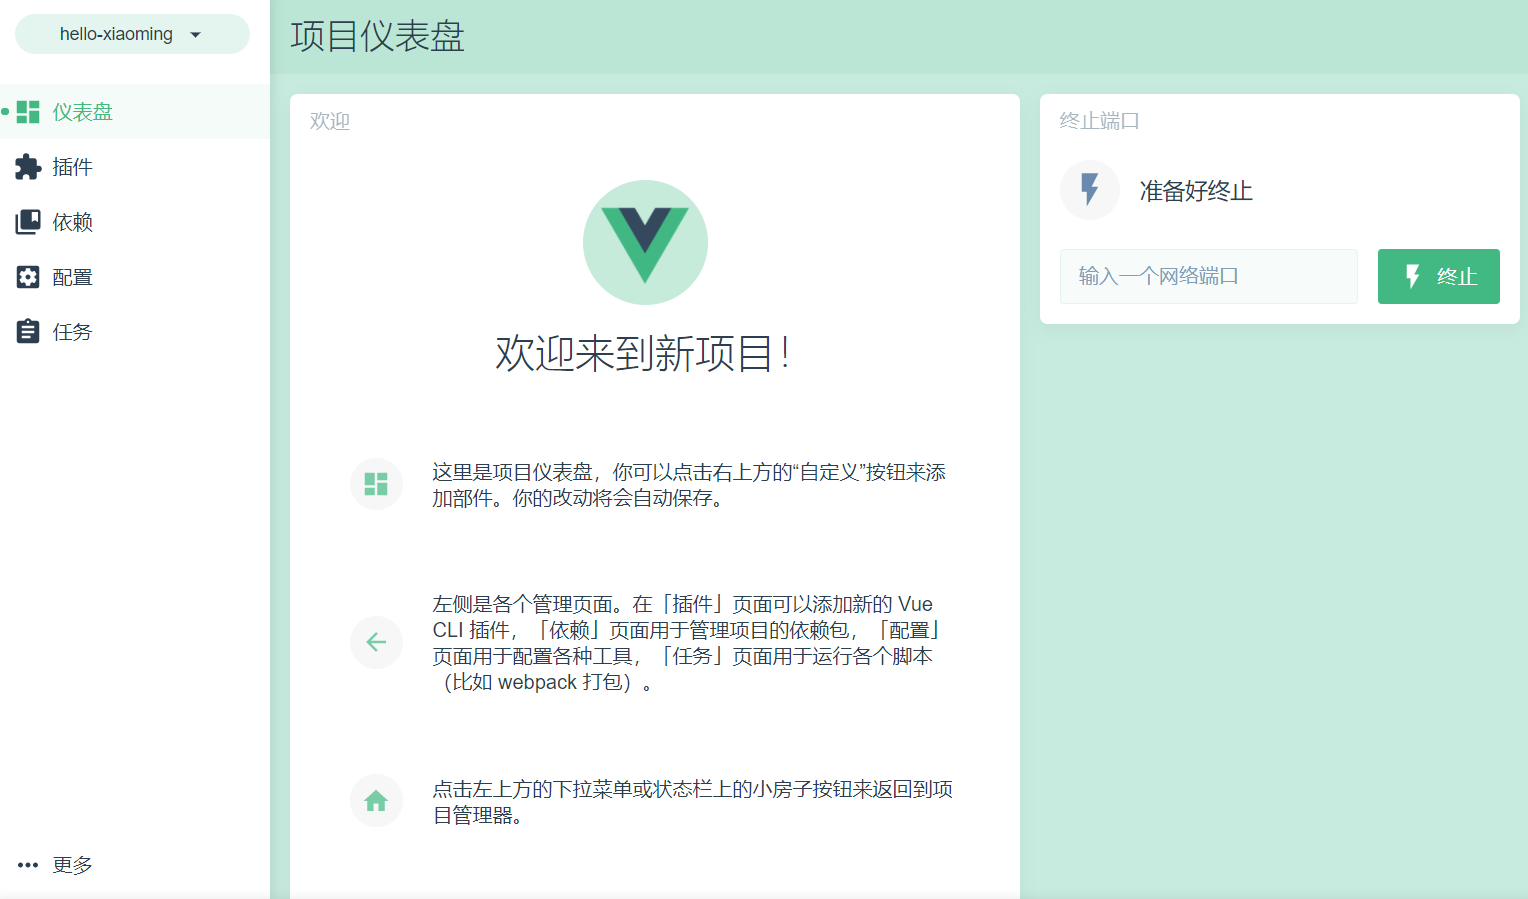 hello-xiaoming
仪表盘
插件
依赖
配置
任务
更多
项目仪表盘
欢迎
欢迎来到新项目！
这里是项目仪表盘，你可以点击右上方的“自定义”按钮来添
加部件。你的改动将会自动保存。
左侧是各个管理页面。在「插件」页面可以添加新的 Vue
CLI 插件，「依赖」页面用于管理项目的依赖包，「配置」
页面用于配置各种工具，「任务」页面用于运行各个脚本
（比如 webpack 打包）。
点击左上方的下拉菜单或状态栏上的小房子按钮来返回到项
目管理器。
终止端口
准备好终止
输入一个网络端口
终止